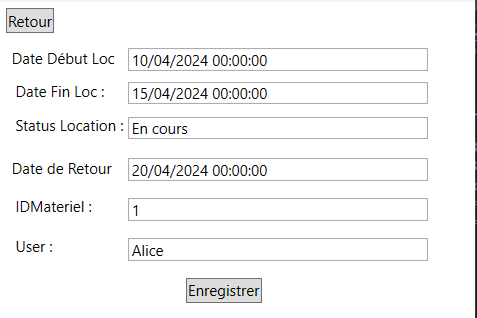 Retour
Date Début Loc 10/04/2024 00:00:00
Date Fin Loc : 15/04/2024 00:00:00
Status Location : En cours
Date de Retour 20/04/2024 00:00:00
IDMateriel : 1
User : Alice
Enregistrer